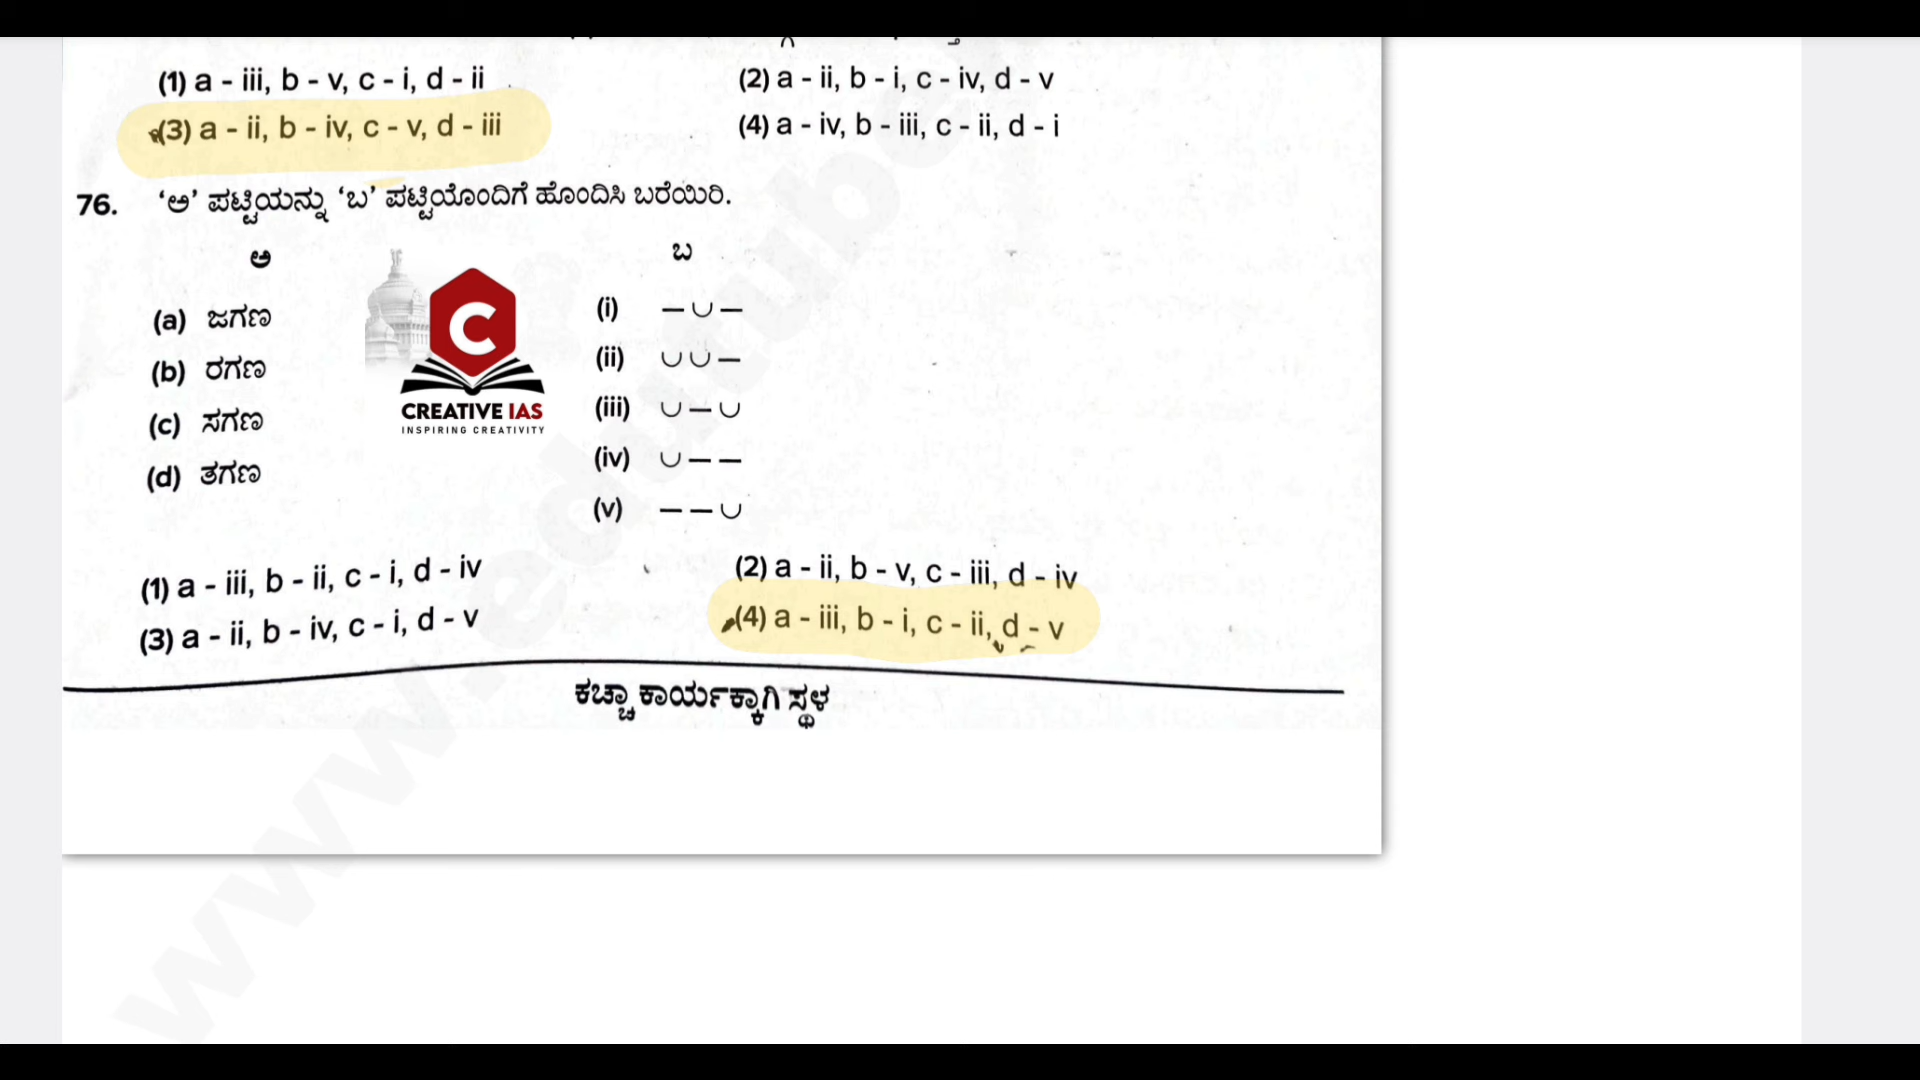 (1) a - iii, b - v, c - i, d - ii
(2) a - ii, b - i, c - iv, d - v
(3) a - ii, b - iv, c - v, d - iii
(4) a - iv, b - iii, c - ii, d - i
76. ‘ಅ’ ಪಟ್ಟಿಯನ್ನು ‘ಬ’ ಪಟ್ಟಿಯೊಂದಿಗೆ ಹೊಂದಿಸಿ ಬರೆಯಿರಿ.
ಅ
ಬ
(a) ಜಗಣ
(b) ರಗಣ
(c) ಸಗಣ
(d) ತಗಣ
(i) — ∪ —
(ii) ∪ ∪ —
(iii) ∪ — ∪
(iv) ∪ — —
(v) — — ∪
C
CREATIVE IAS
INSPIRING CREATIVITY
(1) a - iii, b - ii, c - i, d - iv
(2) a - ii, b - v, c - iii, d - iv
(3) a - ii, b - iv, c - i, d - v
(4) a - iii, b - i, c - ii, d - v
ಕಚ್ಚಾ ಕಾರ್ಯಕ್ಕಾಗಿ ಸ್ಥಳ
www.edutube